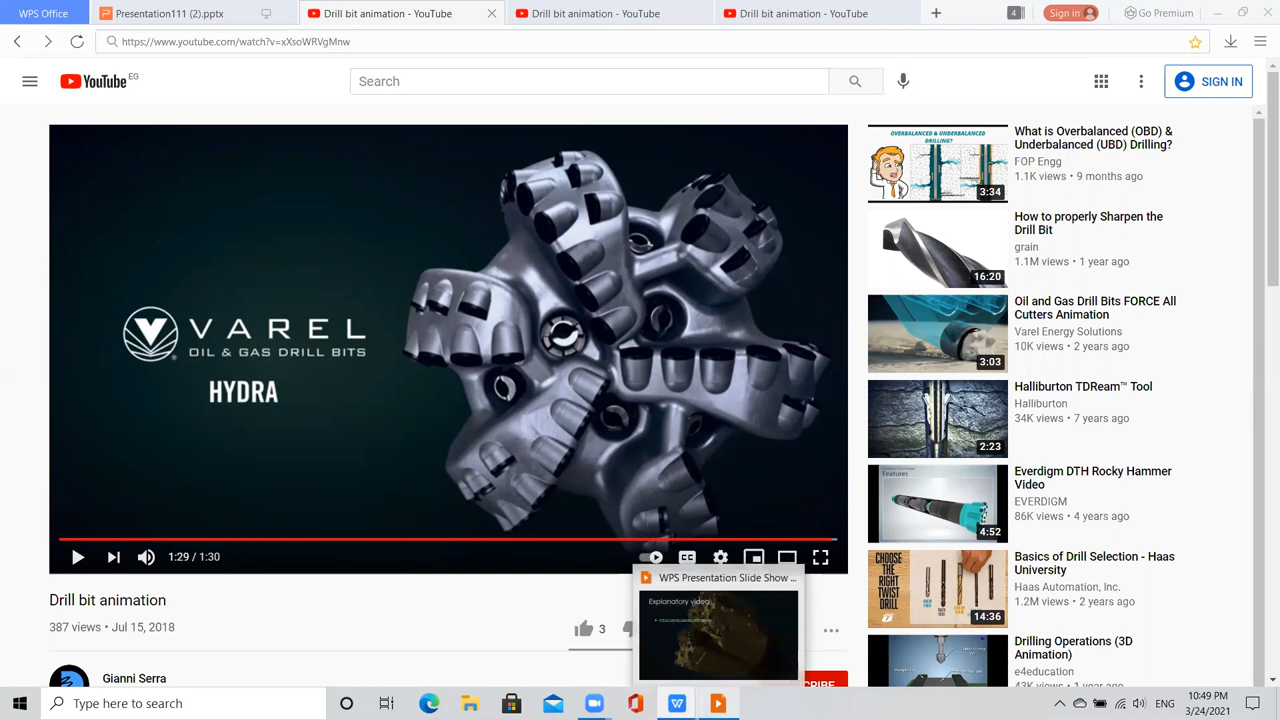 WPS Office
Presentation111 (2).pptx
Drill bit animation - YouTube
Drill bit animation - YouTube
Drill bit animation - YouTube
4
Sign in
Go Premium
https://www.youtube.com/watch?v=xXsoWRVgMnw
YouTube EG
Search
SIGN IN
VAREL
OIL & GAS DRILL BITS
HYDRA
1:29 / 1:30
CC
Drill bit animation
387 views • Jul 15, 2018
3
Gianni Serra
WPS Presentation Slide Show ...
Explanatory video
OVERBALANCED & UNDERBALANCED
DRILLING?
3:34
What is Overbalanced (OBD) &
Underbalanced (UBD) Drilling?
FOP Engg
1.1K views • 9 months ago
16:20
How to properly Sharpen the
Drill Bit
grain
1.1M views • 1 year ago
3:03
Oil and Gas Drill Bits FORCE All
Cutters Animation
Varel Energy Solutions
10K views • 2 years ago
2:23
Halliburton TDReam™ Tool
Halliburton
34K views • 7 years ago
Features
4:52
Everdigm DTH Rocky Hammer
Video
EVERDIGM
86K views • 4 years ago
CHOOSE
THE
RIGHT
TWIST
DRILL
14:36
Basics of Drill Selection - Haas
University
Haas Automation, Inc.
1.2M views • 2 years ago
Drilling Operations (3D
Animation)
e4education
43K views • 1 year ago
Type here to search
ENG
10:49 PM
3/24/2021